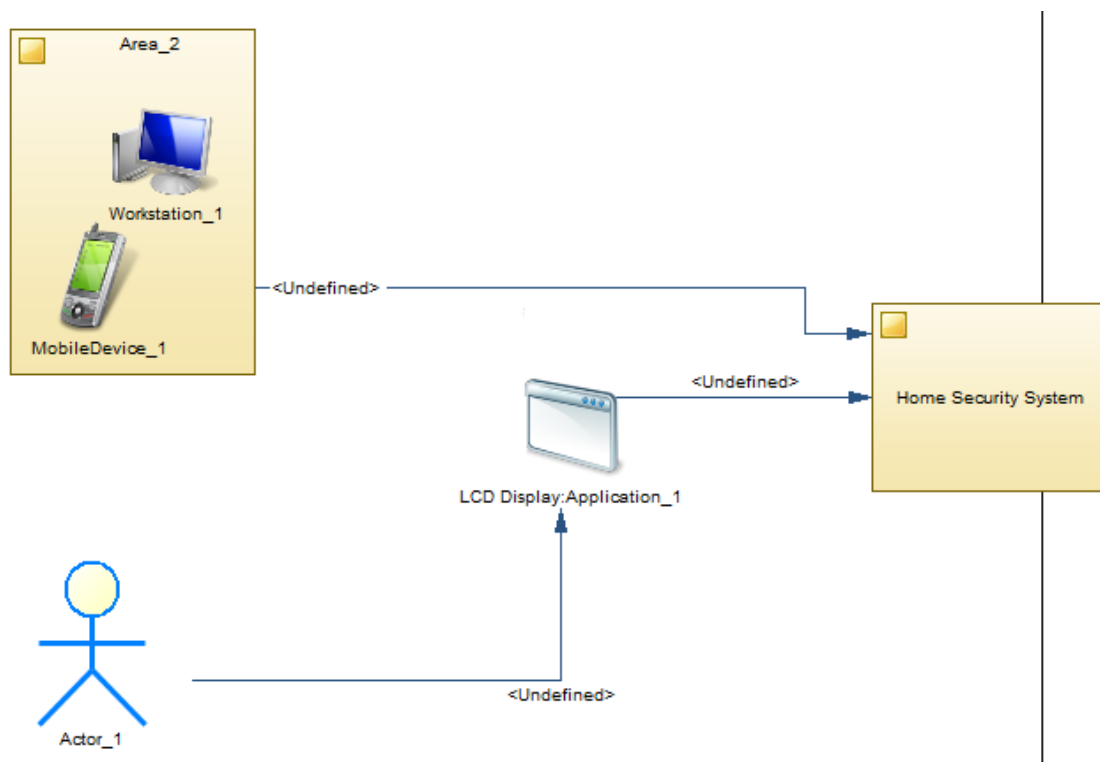 Area_2
Workstation_1
MobileDevice_1
<Undefined>
<Undefined>
Home Security System
LCD Display:Application_1
<Undefined>
Actor_1